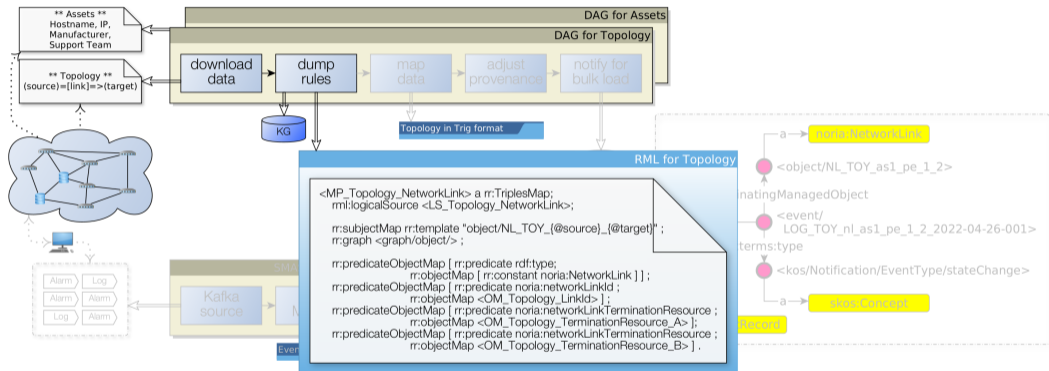 ** Assets **
Hostname, IP,
Manufacturer,
Support Team
** Topology **
(source)=[link]=>(target)
DAG for Assets
DAG for Topology
download
data
dump
rules
map
data
adjust
provenance
notify for
bulk load
KG
Topology in Trig format
RML for Topology
<MP_Topology_NetworkLink> a rr:TriplesMap;
rml:logicalSource <LS_Topology_NetworkLink>;
rr:subjectMap rr:template "object/NL_TOY_{@source}_{@target}" ;
rr:graph <graph/object/> ;
rr:predicateObjectMap [ rr:predicate rdf:type;
rr:objectMap [ rr:constant noria:NetworkLink ] ] ;
rr:predicateObjectMap [ rr:predicate noria:networkLinkId ;
rr:objectMap <OM_Topology_LinkId> ] ;
rr:predicateObjectMap [ rr:predicate noria:networkLinkTerminationResource ;
rr:objectMap <OM_Topology_TerminationResource_A> ];
rr:predicateObjectMap [ rr:predicate noria:networkLinkTerminationResource ;
rr:objectMap <OM_Topology_TerminationResource_B> ] .
a
noria:NetworkLink
<object/NL_TOY_as1_pe_1_2>
natingManagedObject
<event/
LOG_TOY_nl_as1_pe_1_2_2022-04-26-001>
terms:type
<kos/Notification/EventType/stateChange>
a
skos:Concept
:Record
Alarm
Log
Alarm
Alarm
Log
Alarm
SMA
Kafka
source
M
Even